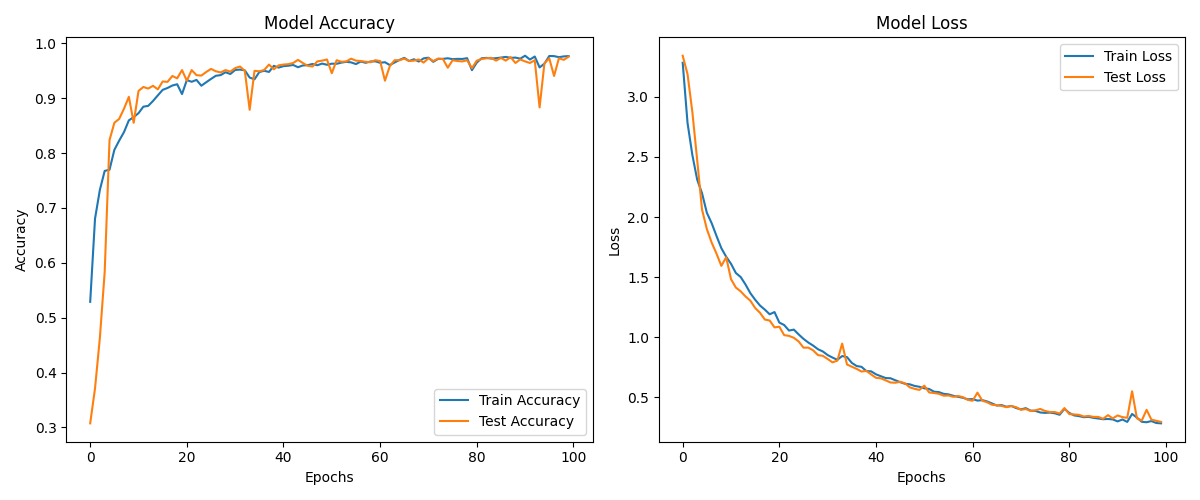 Model Accuracy
1.0
0.9
0.8
0.7
0.6
0.5
0.4
0.3
Accuracy
0 20 40 60 80 100
Epochs
Train Accuracy
Test Accuracy
Model Loss
3.0
2.5
2.0
1.5
1.0
0.5
Loss
0 20 40 60 80 100
Epochs
Train Loss
Test Loss